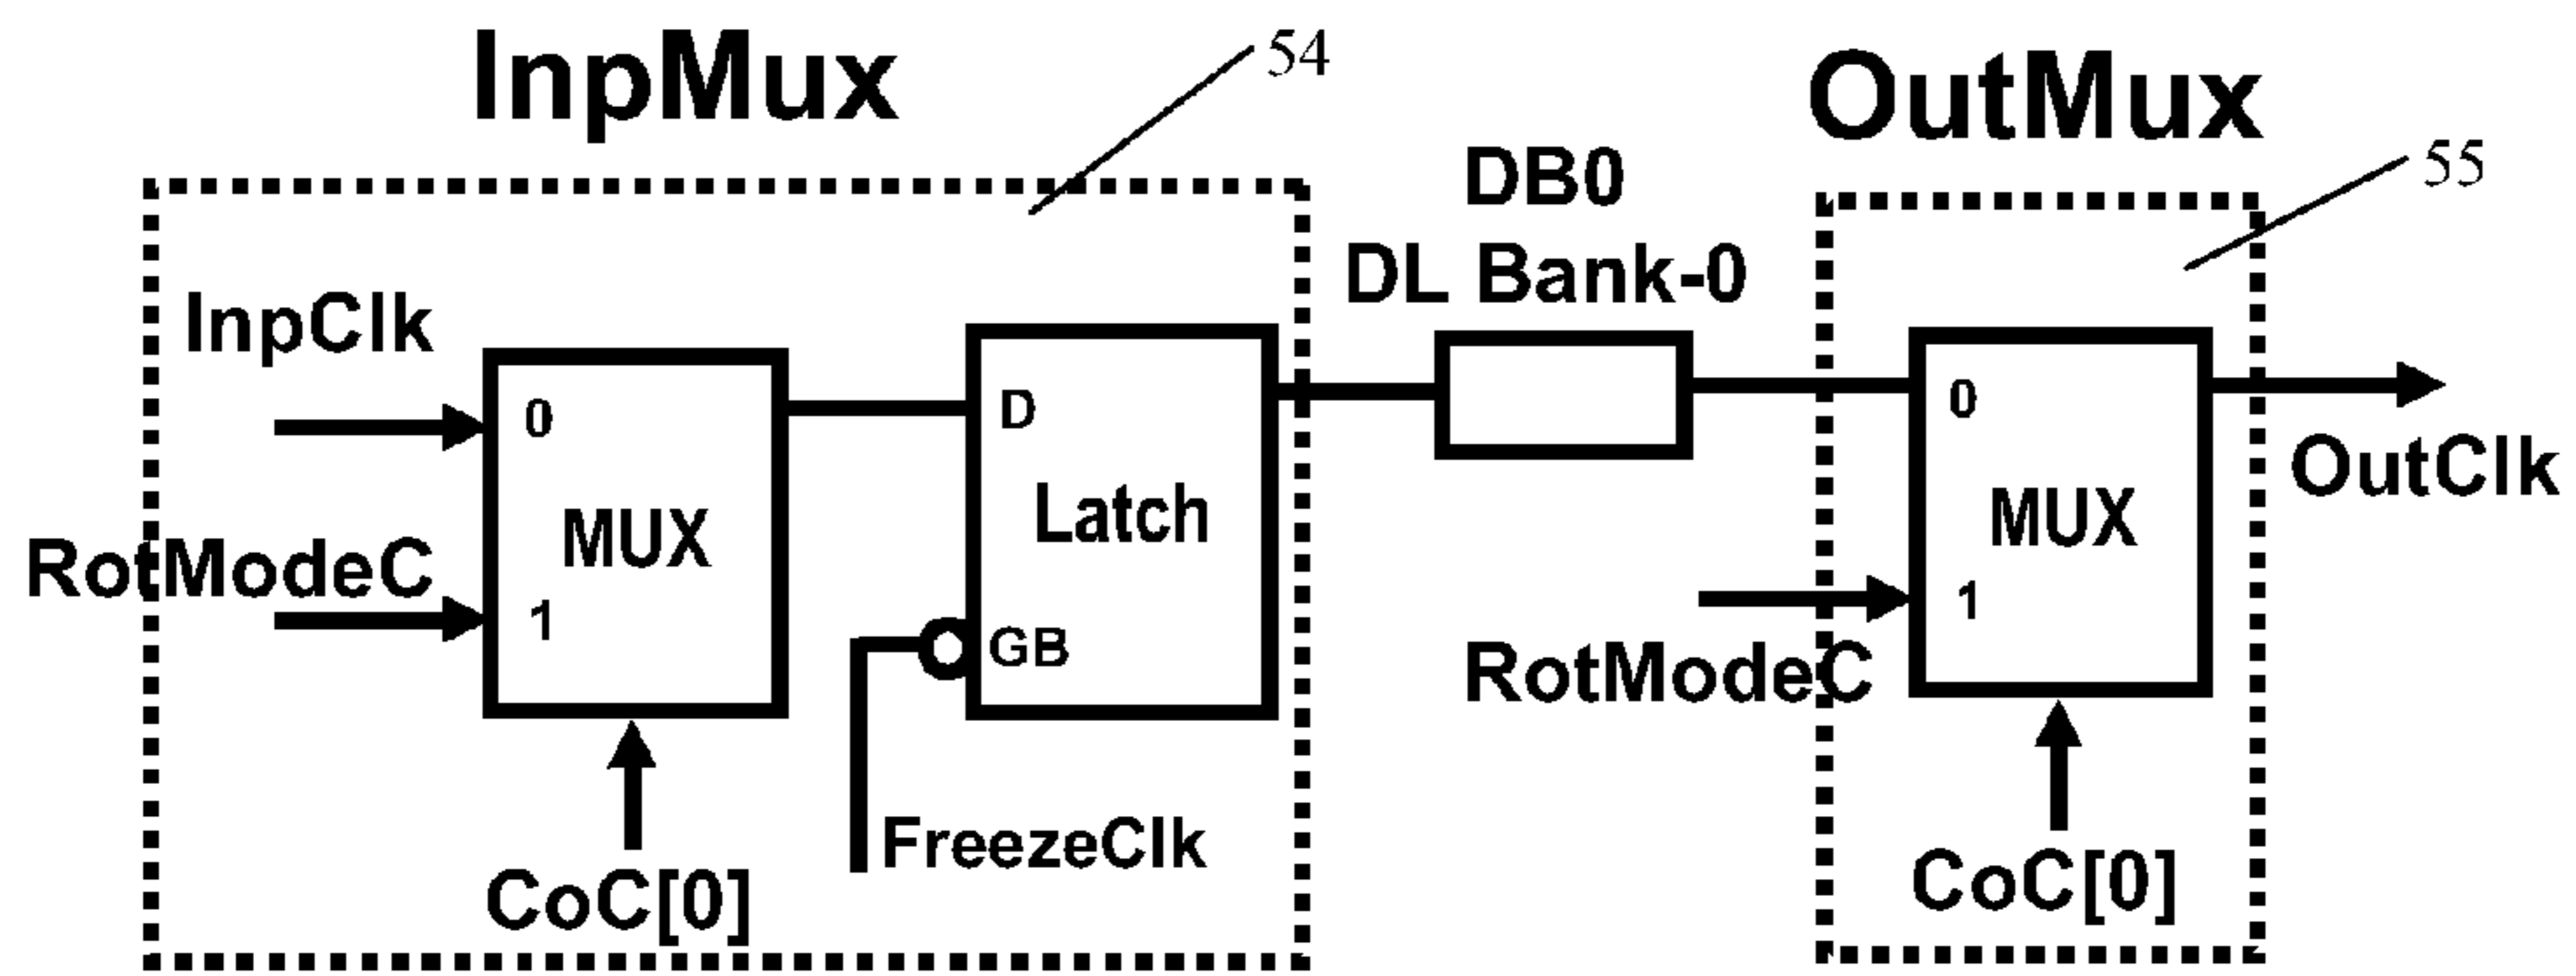 InpMux
54
OutMux
55
DB0
DL Bank-0
InpClk
0
MUX
RotModeC
1
CoC[0]
D
Latch
GB
FreezeClk
0
MUX
OutClk
RotModeC
1
CoC[0]